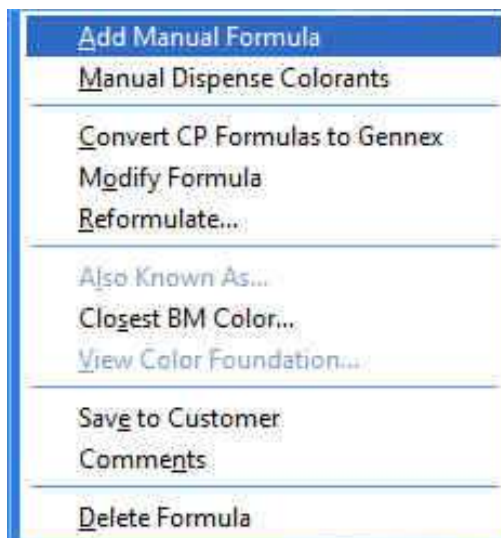 Add Manual Formula
Manual Dispense Colorants
Convert CP Formulas to Gennex
Modify Formula
Reformulate...
Also Known As...
Closest BM Color...
View Color Foundation...
Save to Customer
Comments
Delete Formula